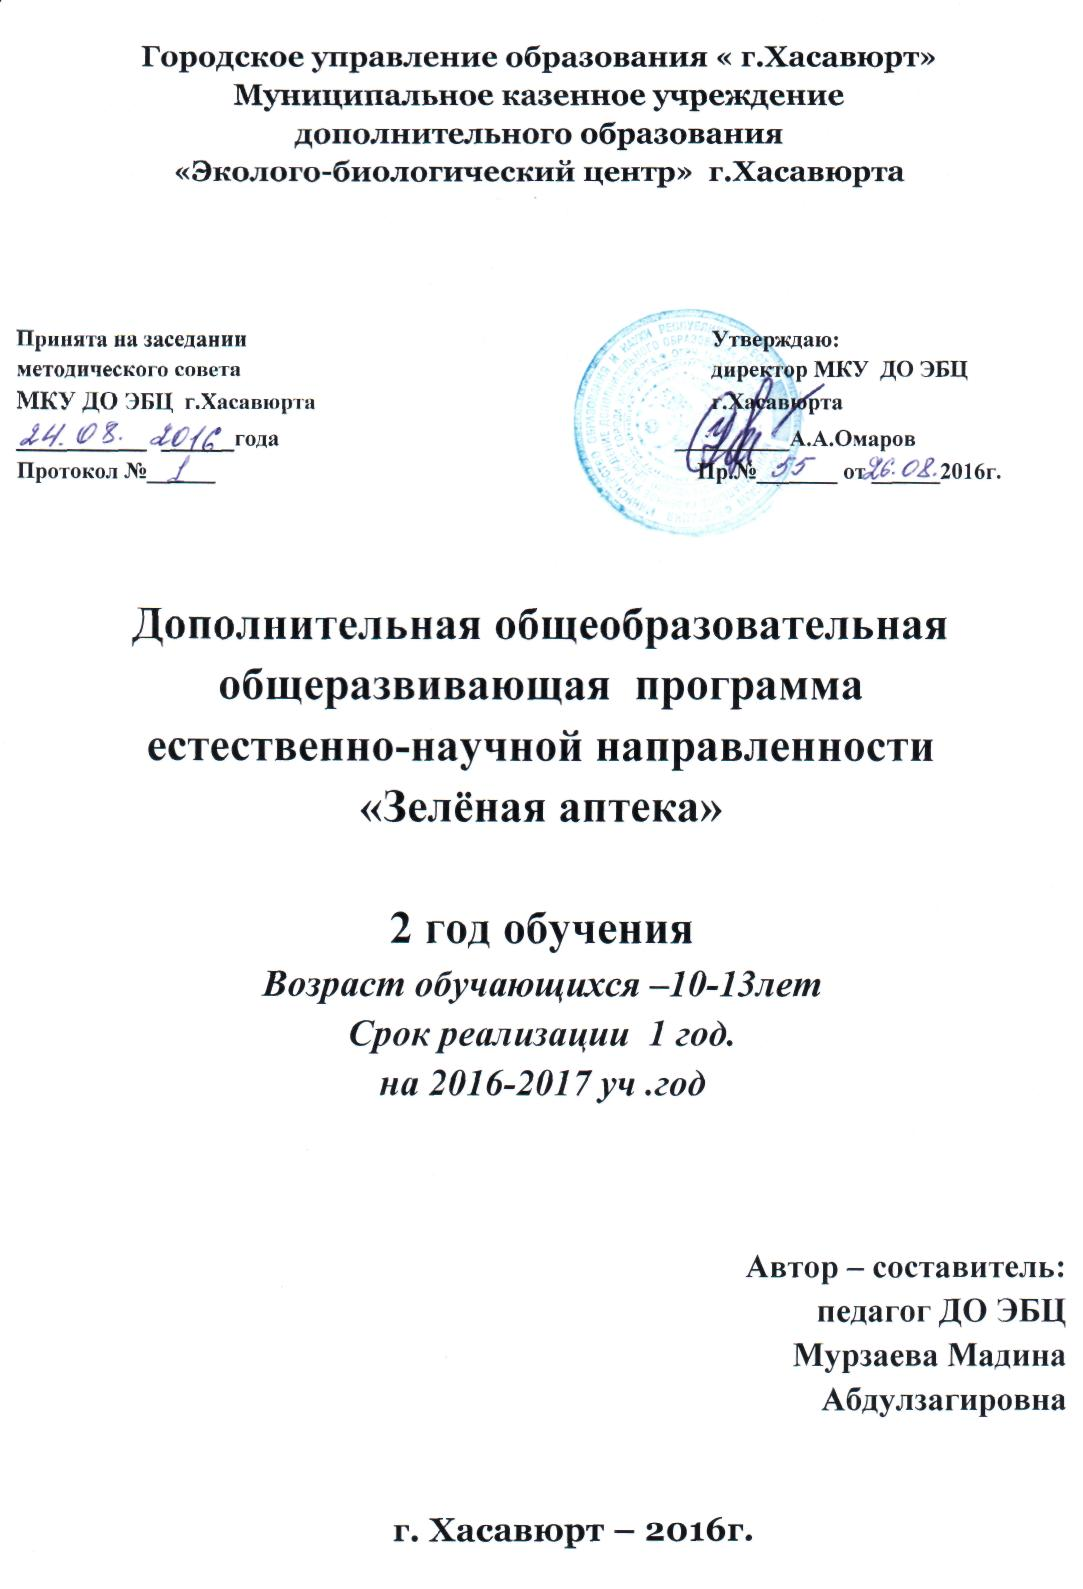 Городское управление образования « г.Хасавюрт»
Муниципальное казенное учреждение
дополнительного образования
«Эколого-биологический центр» г.Хасавюрта
Принята на заседании
методического совета
МКУ ДО ЭБЦ г.Хасавюрта
24.08. 2016 года
Протокол № 1
Утверждаю:
директор МКУ ДО ЭБЦ
г.Хасавюрта
А.А.Омаров
Пр.№ 55 от 26.08.2016г.
Дополнительная общеобразовательная
общеразвивающая программа
естественно-научной направленности
«Зелёная аптека»
2 год обучения
Возраст обучающихся –10-13лет
Срок реализации 1 год.
на 2016-2017 уч .год
Автор – составитель:
педагог ДО ЭБЦ
Мурзаева Мадина
Абдулзагировна
г. Хасавюрт – 2016г.